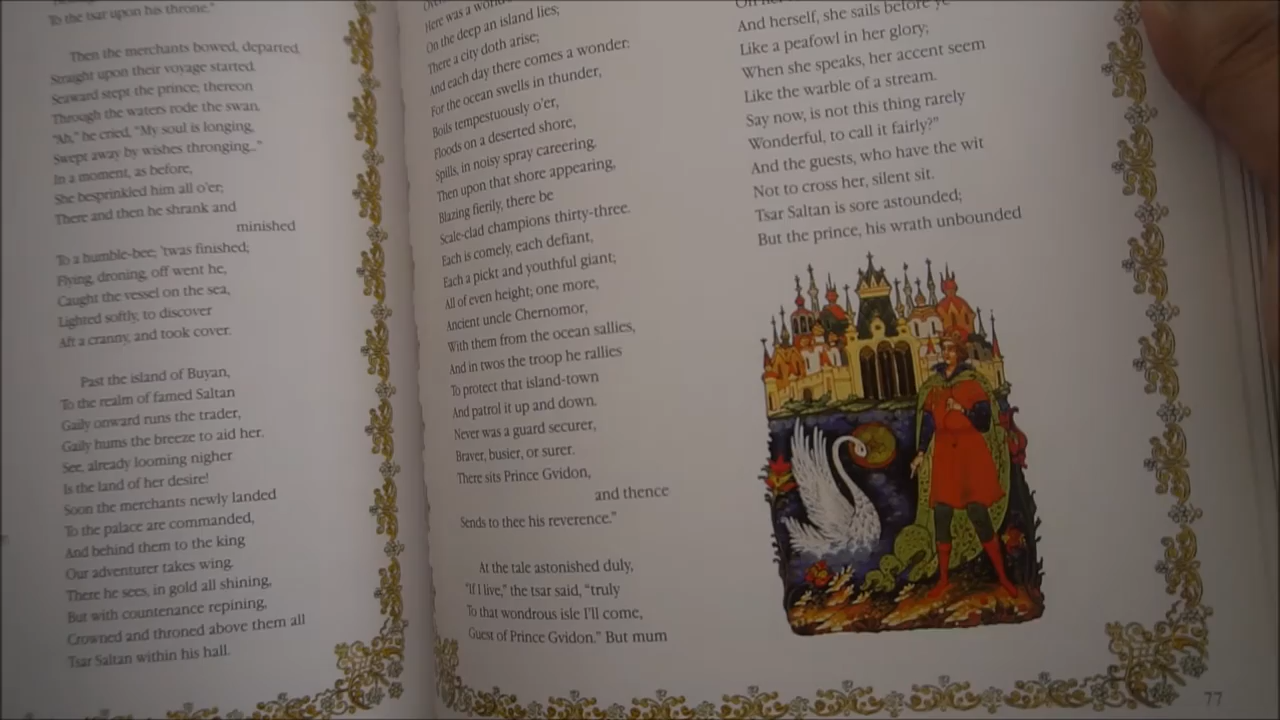 To the tsar upon his throne."
Then the merchants bowed, departed
Straight upon their voyage started.
Seaward stept the prince; thereon
Through the waters rode the swan.
"Ah," he cried, "My soul is longing,
Swept away by wishes thronging..."
In a moment, as before,
She besprinkled him all o'er;
There and then he shrank and
minished
To a humble-bee; 'twas finished;
Flying, droning, off went he,
Caught the vessel on the sea,
Lighted softly, to discover
Aft a cranny, and took cover.
Past the island of Buyan,
To the realm of famed Saltan
Gaily onward runs the trader,
Gaily hums the breeze to aid her.
See, already looming nigher
Is the land of her desire!
Soon the merchants newly landed
To the palace are commanded,
And behind them to the king
Our adventurer takes wing.
There he sees, in gold all shining,
But with countenance repining,
Crowned and throned above them all
Tsar Saltan within his hall.
Here was a
On the deep an island lies;
There a city doth arise;
And each day there comes a wonder:
For the ocean swells in thunder,
Boils tempestuously o'er,
Floods on a deserted shore,
Spills, in noisy spray careering.
Then upon that shore appearing,
Blazing fierily, there be
Scale-clad champions thirty-three.
Each is comely, each defiant,
Each a pickt and youthful giant;
All of even height; one more,
Ancient uncle Chernomor,
With them from the ocean sallies,
And in twos the troop he rallies
To protect that island-town
And patrol it up and down.
Never was a guard securer,
Braver, busier, or surer.
There sits Prince Gvidon,
and thence
Sends to thee his reverence."
At the tale astonished duly,
"If I live," the tsar said, "truly
To that wondrous isle I'll come,
Guest of Prince Gvidon." But mum
And herself, she sails before
Like a peafowl in her glory;
When she speaks, her accent seem
Like the warble of a stream.
Say now, is not this thing rarely
Wonderful, to call it fairly?"
And the guests, who have the wit
Not to cross her, silent sit.
Tsar Saltan is sore astounded;
But the prince, his wrath unbounded
77